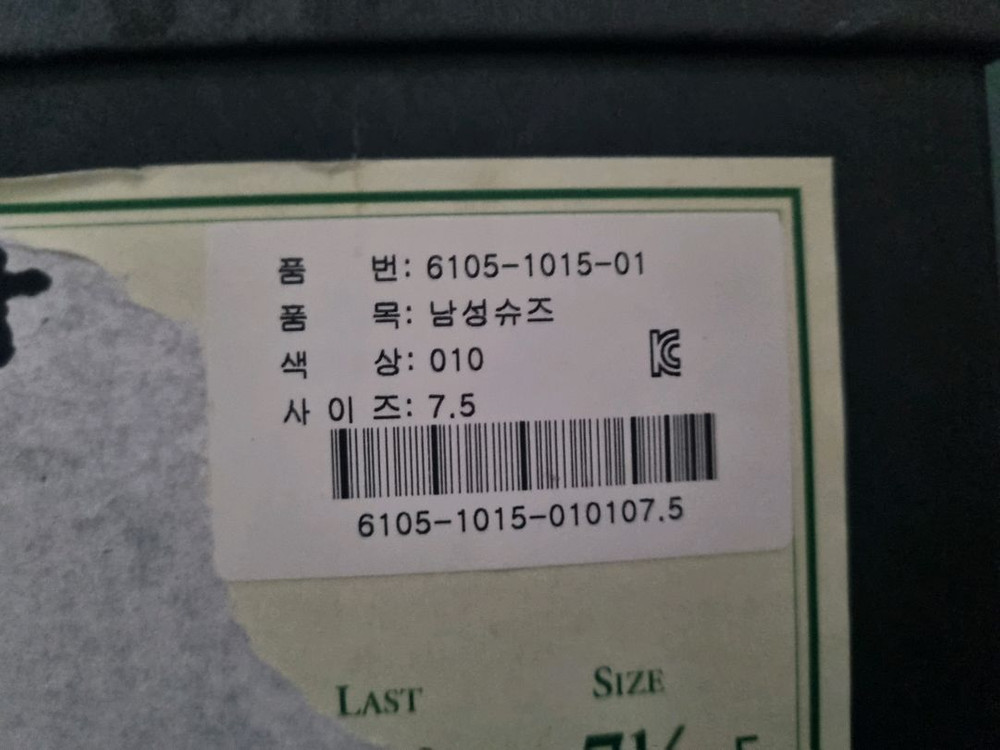 품 번: 6105-1015-01
품 목: 남성슈즈
색 상: 010
사 이 즈: 7.5
6105-1015-010107.5
LAST SIZE